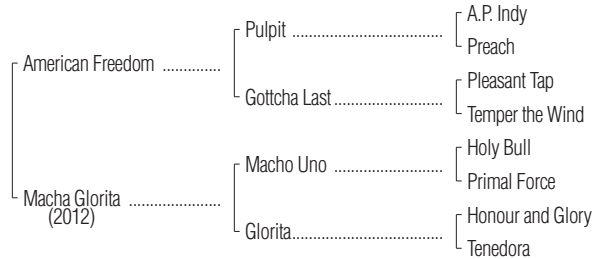 American Freedom
Macha Glorita
(2012)
Pulpit
Gottcha Last
Macho Uno
Glorita
A.P. Indy
Preach
Pleasant Tap
Temper the Wind
Holy Bull
Primal Force
Honour and Glory
Tenedora